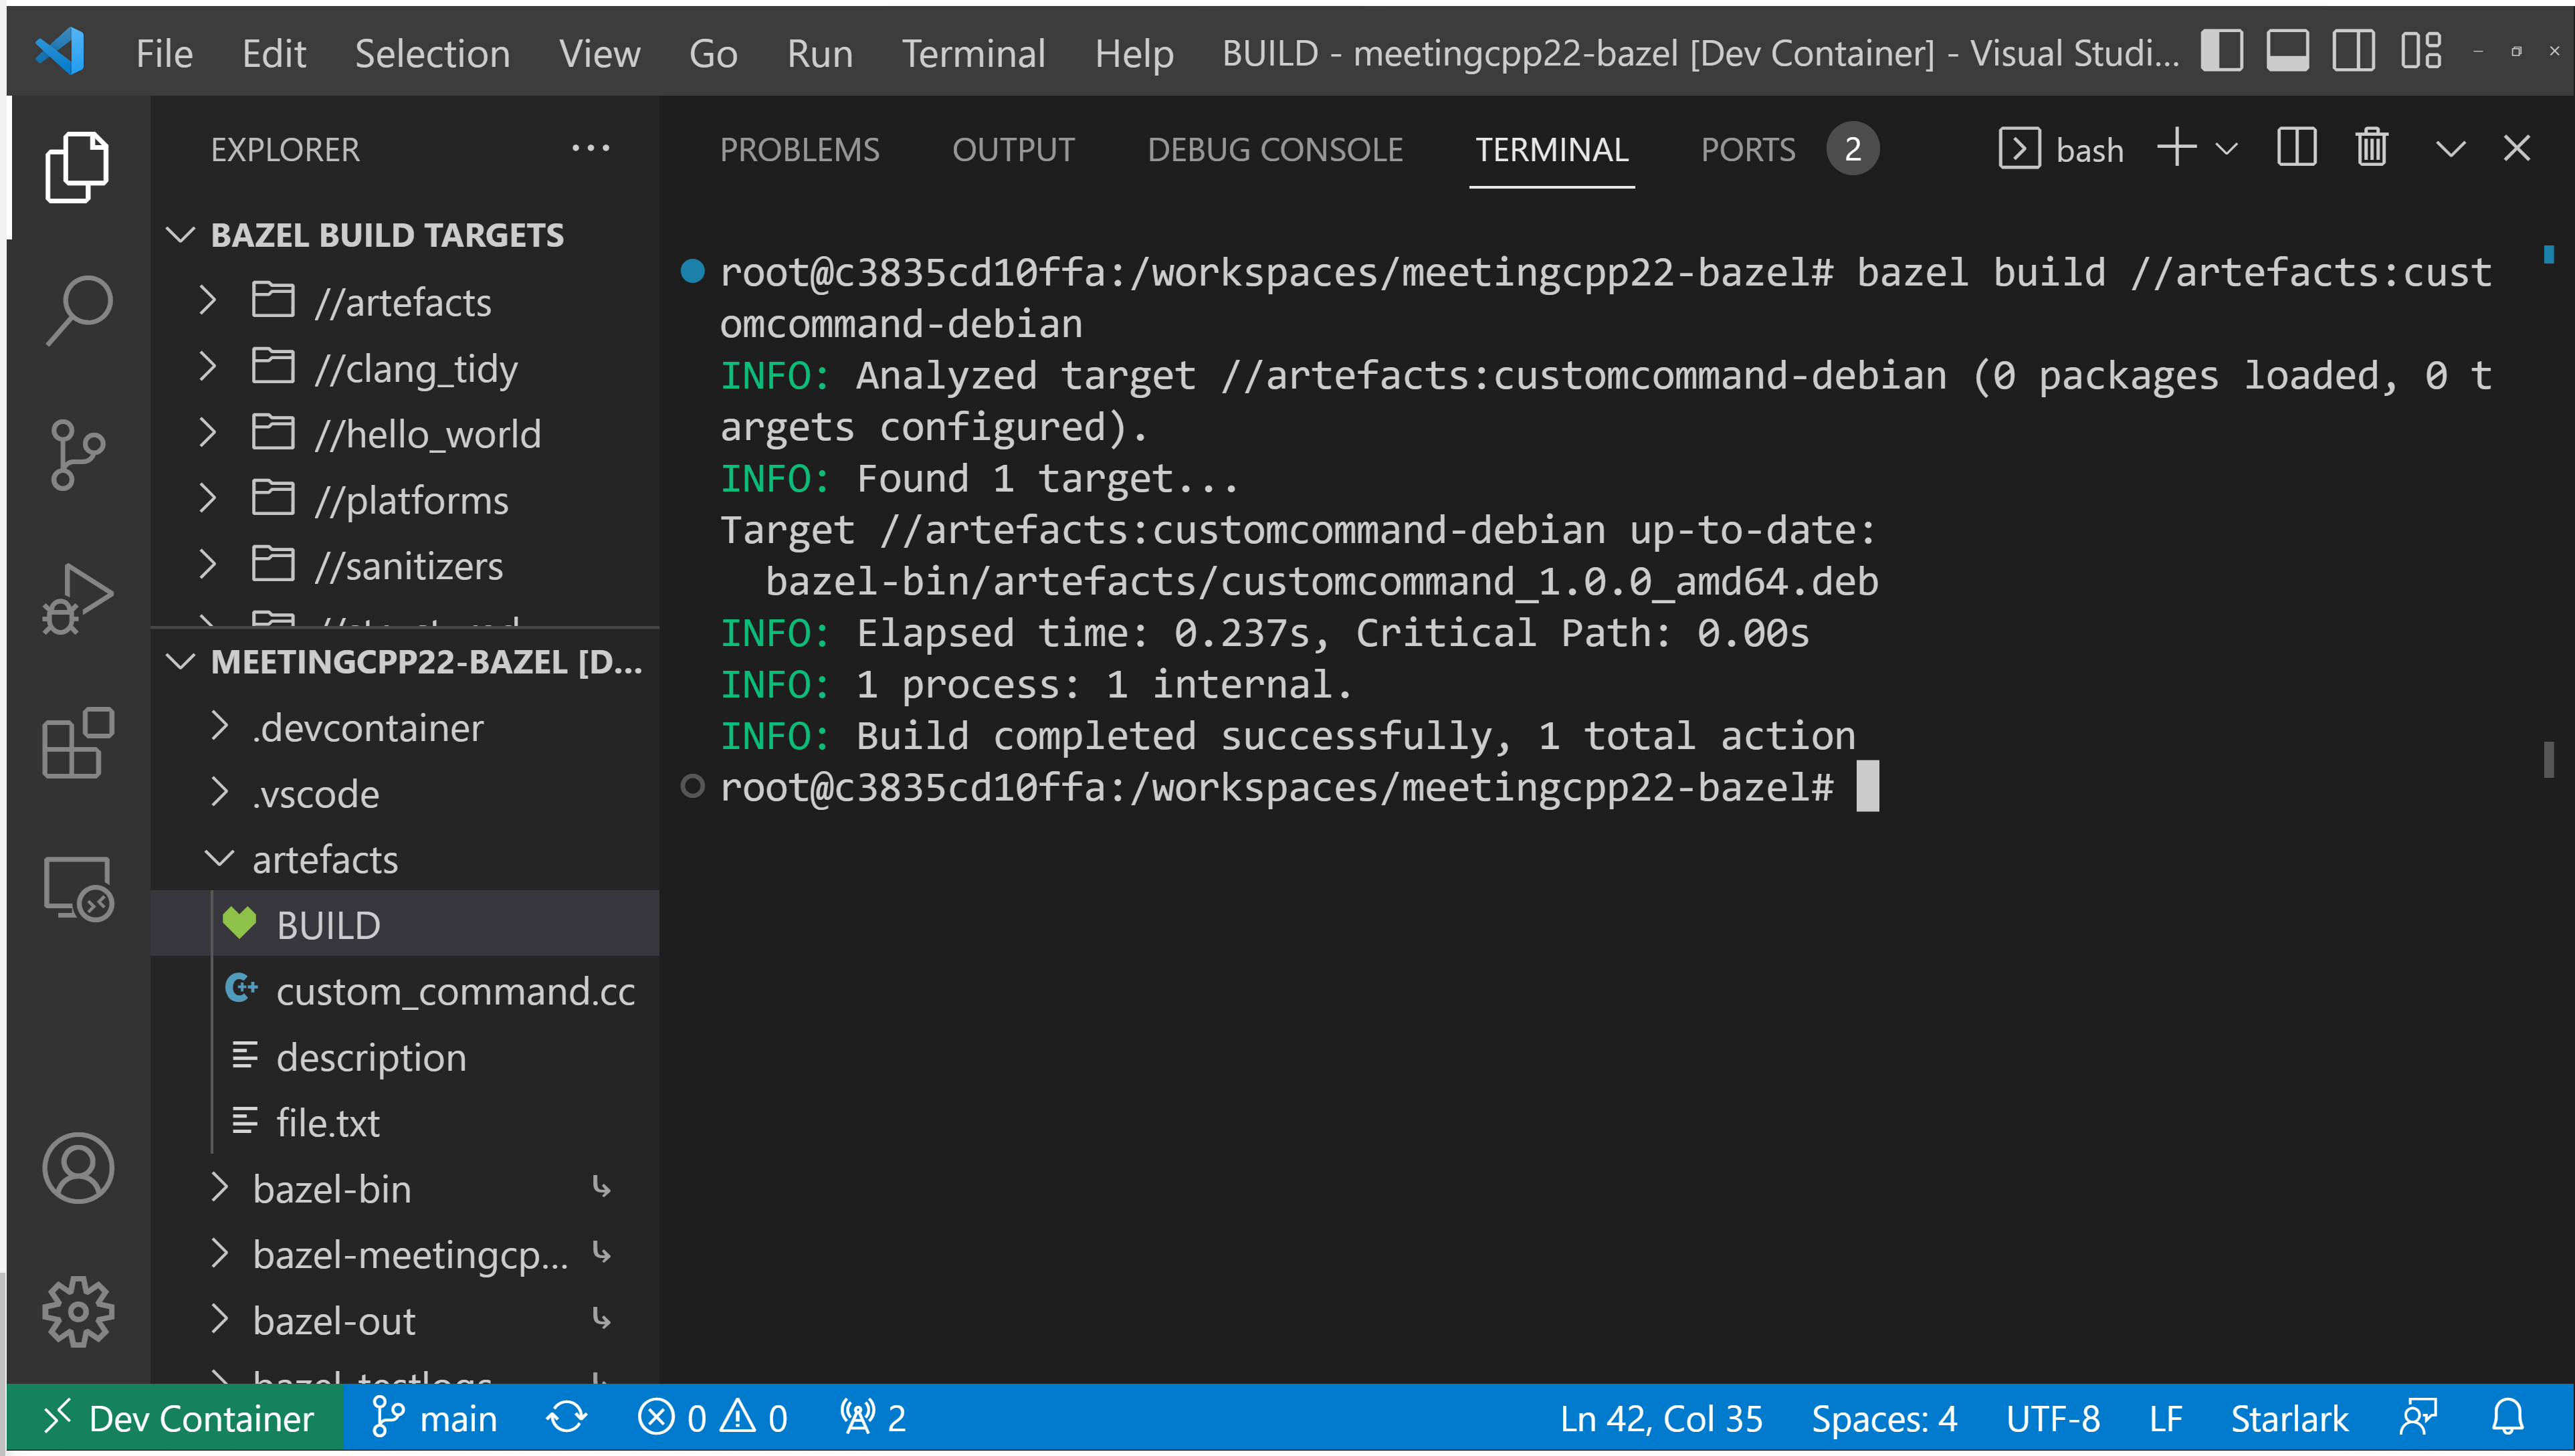 File Edit Selection View Go Run Terminal Help BUILD - meetingcpp22-bazel [Dev Container] - Visual Studi...
EXPLORER
BAZEL BUILD TARGETS
//artefacts
//clang_tidy
//hello_world
//platforms
//sanitizers
MEETINGCPP22-BAZEL [D...
.devcontainer
.vscode
artefacts
BUILD
custom_command.cc
description
file.txt
bazel-bin
bazel-meetingcp...
bazel-out
bazel-testlogs
PROBLEMS OUTPUT DEBUG CONSOLE TERMINAL PORTS 2 bash
root@c3835cd10ffa:/workspaces/meetingcpp22-bazel# bazel build //artefacts:cust
omcommand-debian
INFO: Analyzed target //artefacts:customcommand-debian (0 packages loaded, 0 t
argets configured).
INFO: Found 1 target...
Target //artefacts:customcommand-debian up-to-date:
bazel-bin/artefacts/customcommand_1.0.0_amd64.deb
INFO: Elapsed time: 0.237s, Critical Path: 0.00s
INFO: 1 process: 1 internal.
INFO: Build completed successfully, 1 total action
root@c3835cd10ffa:/workspaces/meetingcpp22-bazel#
Dev Container main 0 0 2 Ln 42, Col 35 Spaces: 4 UTF-8 LF Starlark